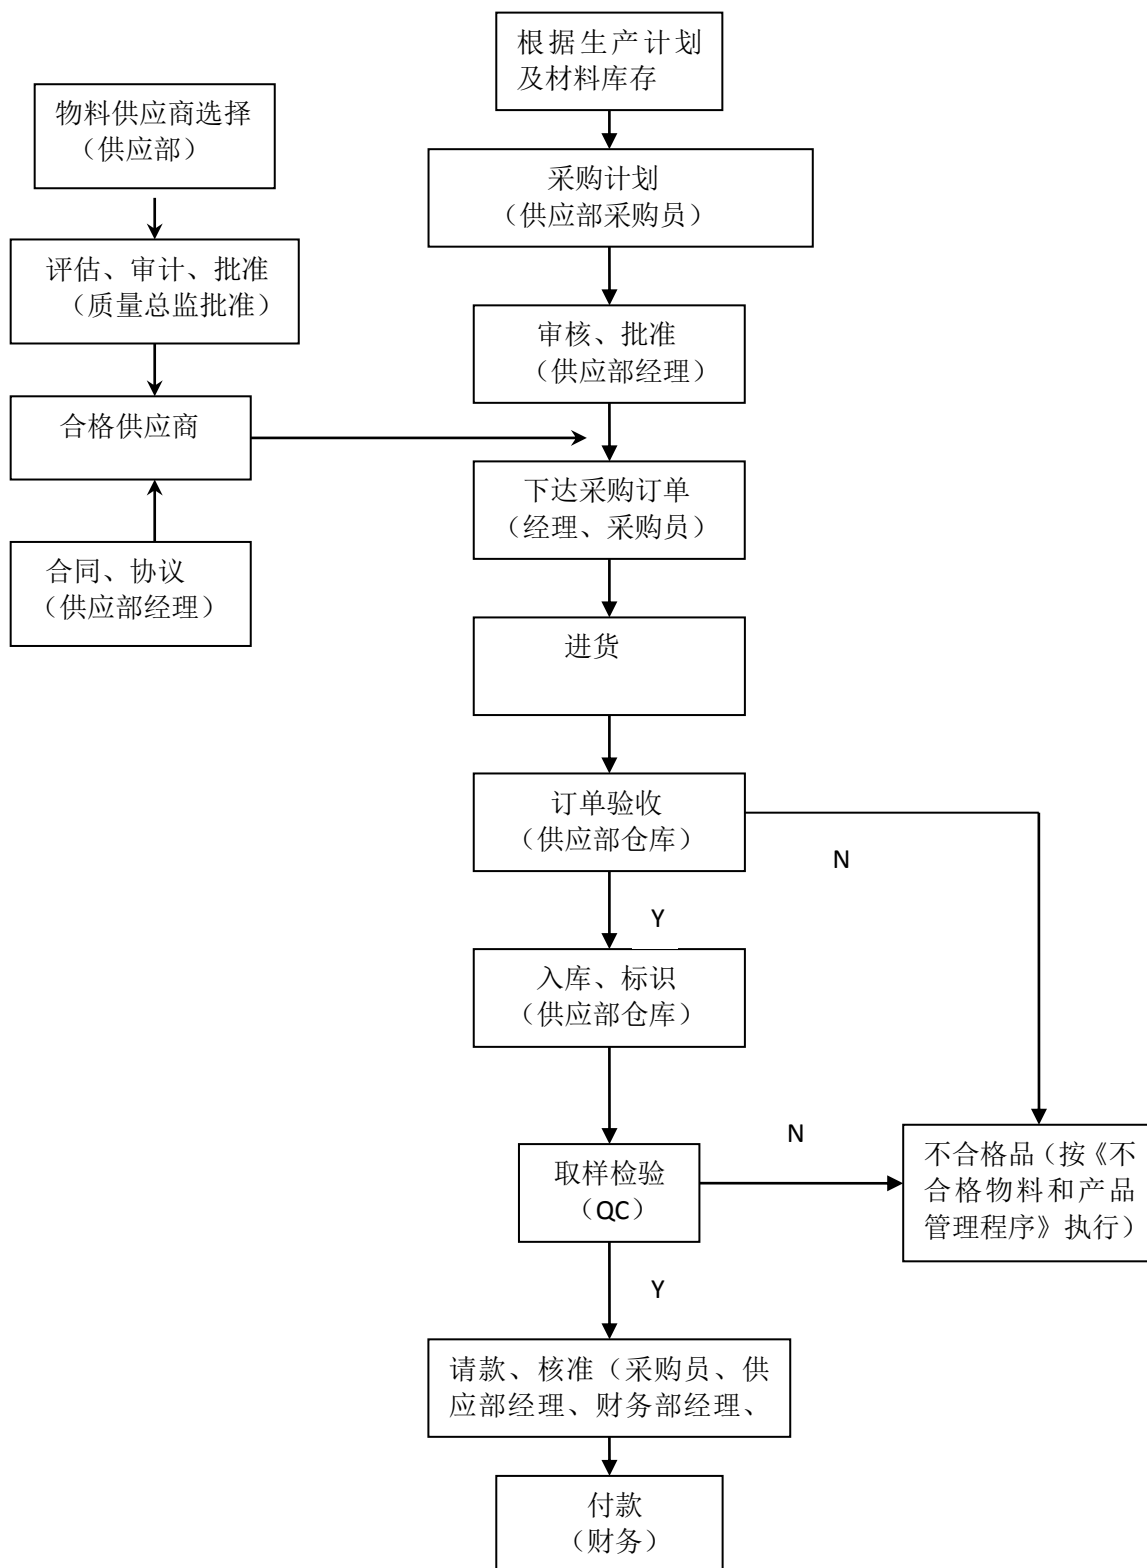 根据生产计划
及材料库存
物料供应商选择
（供应部）
采购计划
（供应部采购员）
评估、审计、批准
（质量总监批准）
审核、批准
（供应部经理）
合格供应商
下达采购订单
（经理、采购员）
合同、协议
（供应部经理）
进货
订单验收
（供应部仓库）
N
Y
入库、标识
（供应部仓库）
N
取样检验
（QC）
不合格品（按《不
合格物料和产品
管理程序》执行）
Y
请款、核准（采购员、供
应部经理、财务部经理、
付款
（财务）